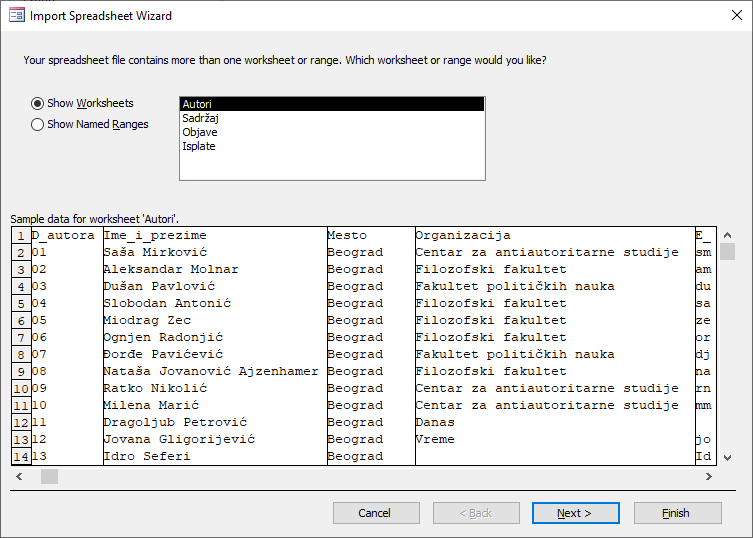 Import Spreadsheet Wizard
Your spreadsheet file contains more than one worksheet or range. Which worksheet or range would you like?
Show Worksheets
Show Named Ranges
Autori
Sadržaj
Objave
Isplate
Sample data for worksheet 'Autori'.
1 D_autora Ime_i_prezime Mesto Organizacija E_
2 01 Saša Mirković Beograd Centar za antiautoritarne studije sm
3 02 Aleksandar Molnar Beograd Filozofski fakultet am
4 03 Dušan Pavlović Beograd Fakultet političkih nauka du
5 04 Slobodan Antonić Beograd Filozofski fakultet sa
6 05 Miodrag Zec Beograd Filozofski fakultet ze
7 06 Ognjen Radonjić Beograd Filozofski fakultet or
8 07 Đorđe Pavićević Beograd Fakultet političkih nauka dj
9 08 Nataša Jovanović Ajzenhamer Beograd Filozofski fakultet na
10 09 Ratko Nikolić Beograd Centar za antiautoritarne studije rn
11 10 Milena Marić Beograd Centar za antiautoritarne studije mm
12 11 Dragoljub Petrović Beograd Danas
13 12 Jovana Gligorijević Beograd Vreme jo
14 13 Idro Seferi Beograd Id
Cancel < Back Next > Finish